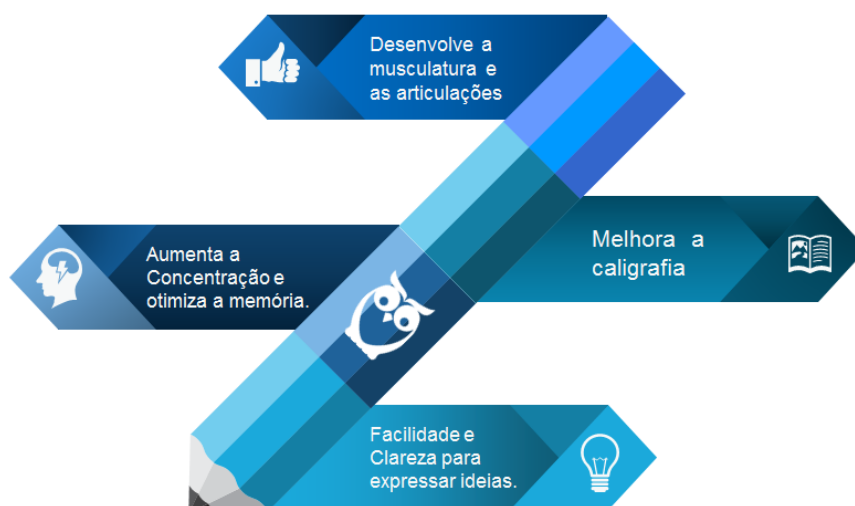 Desenvolve a
musculatura e
as articulações
Aumenta a
Concentração e
otimiza a memória.
Melhora a
caligrafia
Facilidade e
Clareza para
expressar ideias.